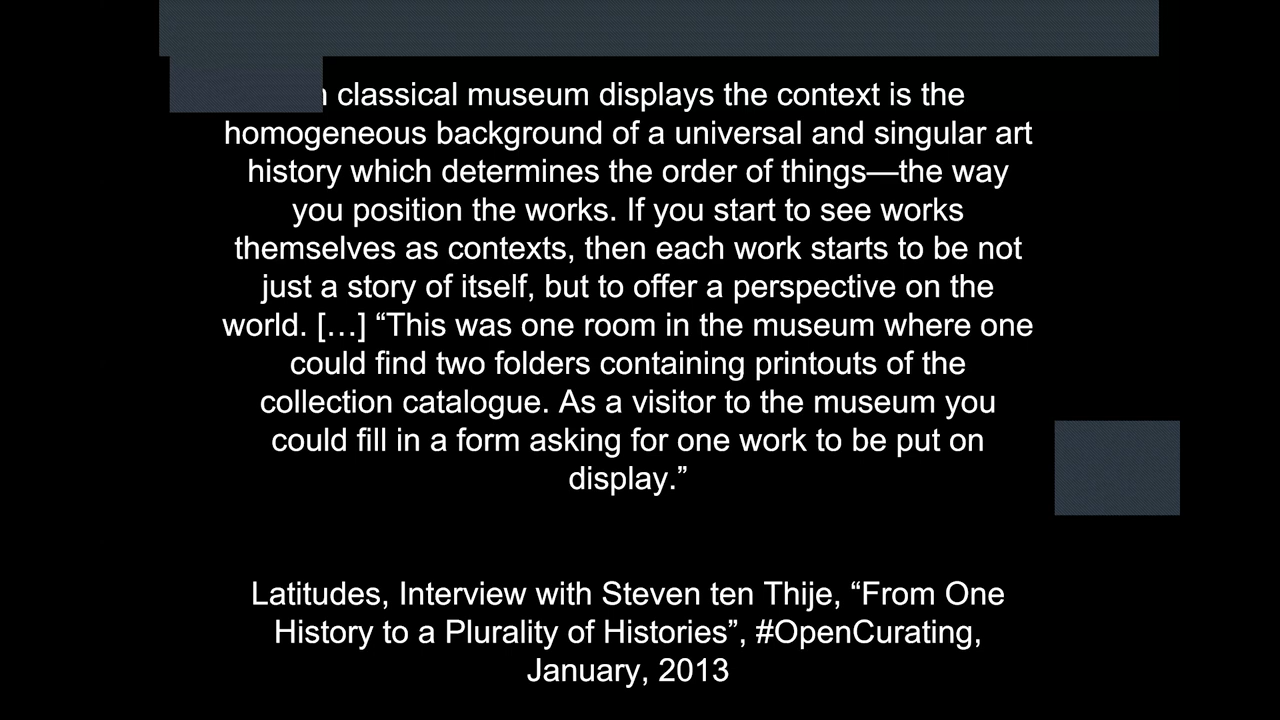 classical museum displays the context is the
homogeneous background of a universal and singular art
history which determines the order of things—the way
you position the works. If you start to see works
themselves as contexts, then each work starts to be not
just a story of itself, but to offer a perspective on the
world. […] “This was one room in the museum where one
could find two folders containing printouts of the
collection catalogue. As a visitor to the museum you
could fill in a form asking for one work to be put on
display.”
Latitudes, Interview with Steven ten Thije, “From One
History to a Plurality of Histories”, #OpenCurating,
January, 2013